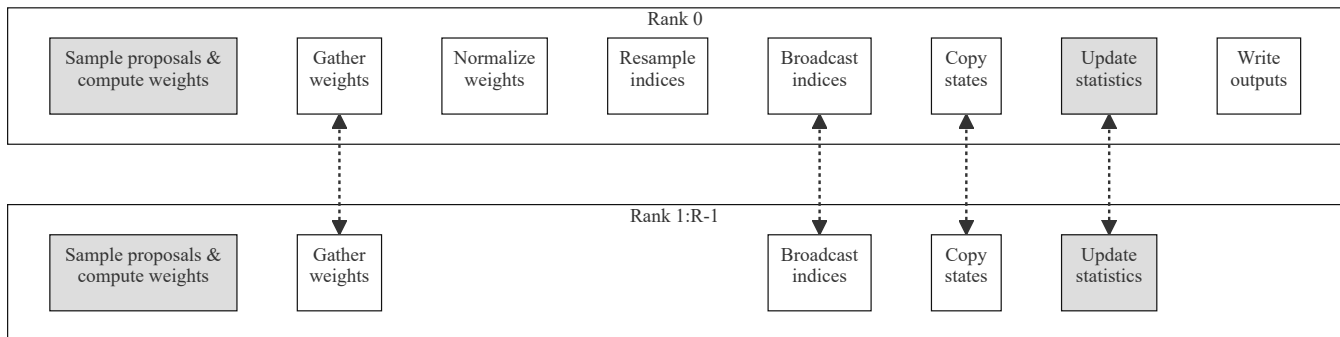 Rank 0
Sample proposals &
compute weights
Gather
weights
Normalize
weights
Resample
indices
Broadcast
indices
Copy
states
Update
statistics
Write
outputs
Rank 1:R-1
Sample proposals &
compute weights
Gather
weights
Broadcast
indices
Copy
states
Update
statistics